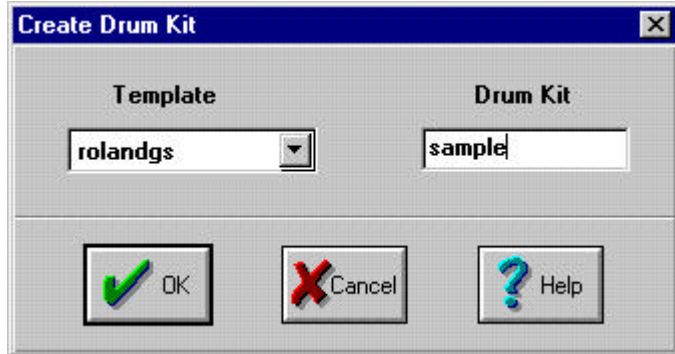 Create Drum Kit
Template Drum Kit
rolandgs sample
OK Cancel Help